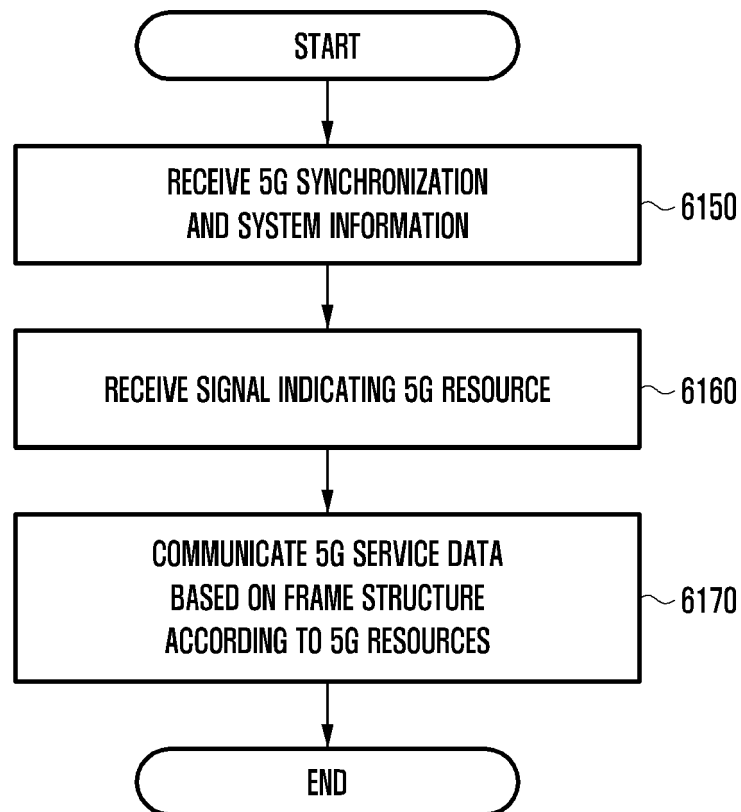 START
RECEIVE 5G SYNCHRONIZATION
AND SYSTEM INFORMATION
6150
RECEIVE SIGNAL INDICATING 5G RESOURCE
6160
COMMUNICATE 5G SERVICE DATA
BASED ON FRAME STRUCTURE
ACCORDING TO 5G RESOURCES
6170
END